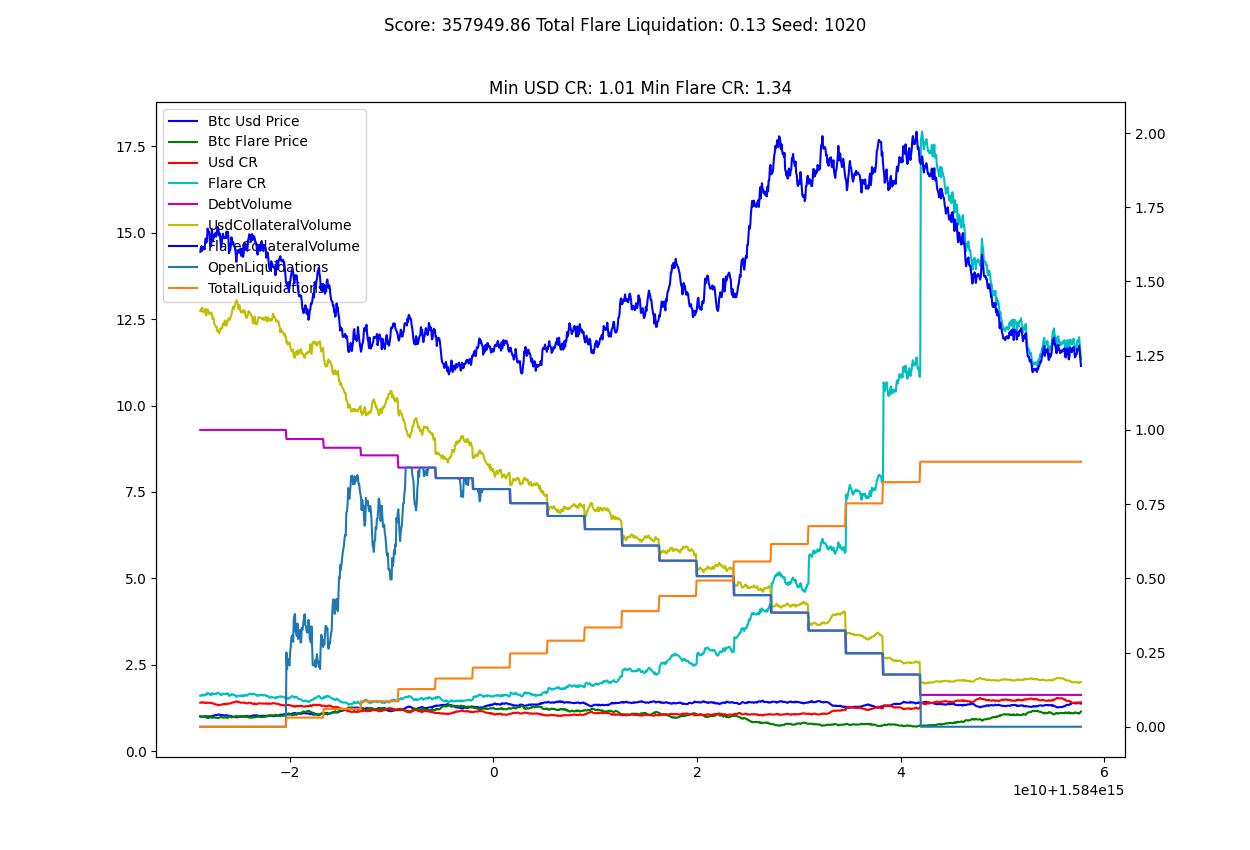 Score: 357949.86 Total Flare Liquidation: 0.13 Seed: 1020
Min USD CR: 1.01 Min Flare CR: 1.34
Btc Usd Price
Btc Flare Price
Usd CR
Flare CR
DebtVolume
UsdCollateralVolume
FlareCollateralVolume
OpenLiquidations
TotalLiquidations
17.5
15.0
12.5
10.0
7.5
5.0
2.5
0.0
2.00
1.75
1.50
1.25
1.00
0.75
0.50
0.25
0.00
−2 0 2 4 6
1e10+1.584e15